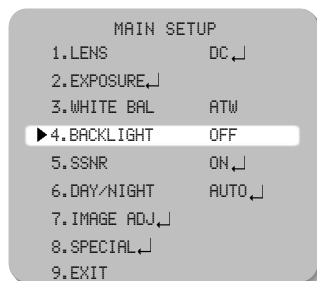 MAIN SETUP
1.LENS DC↵
2.EXPOSURE↵
3.WHITE BAL ATW
▶4.BACKLIGHT OFF
5.SSNR ON↵
6.DAY/NIGHT AUTO↵
7.IMAGE ADJ↵
8.SPECIAL↵
9.EXIT